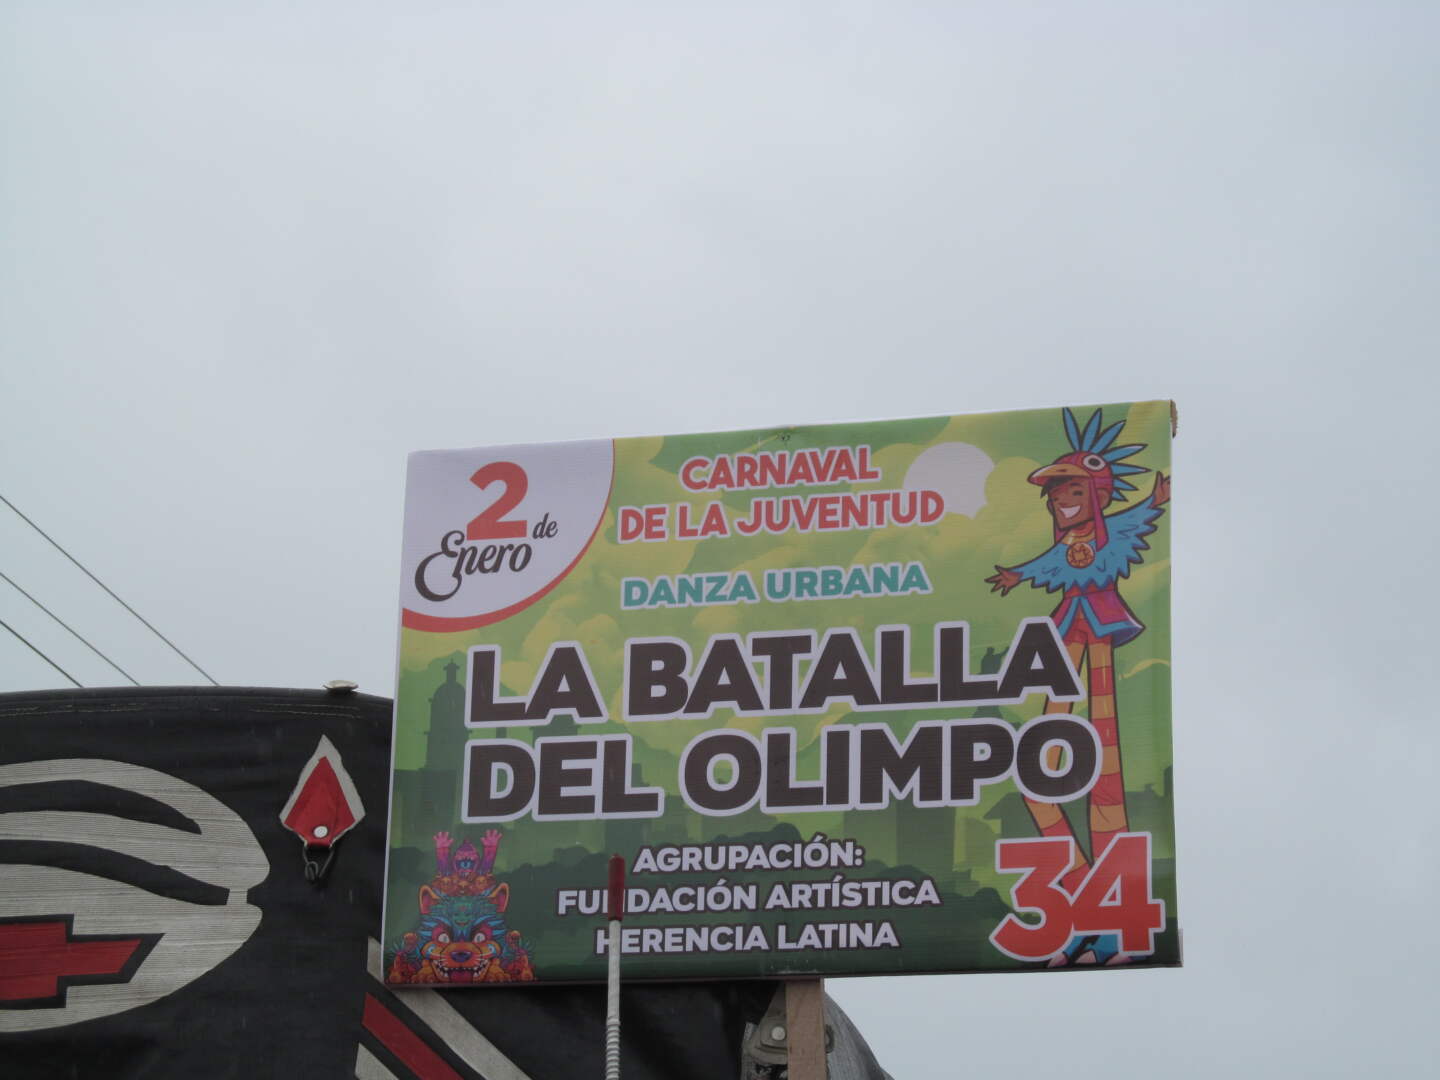 2 de
Enero
CARNAVAL
DE LA JUVENTUD
DANZA URBANA
LA BATALLA
DEL OLIMPO
AGRUPACIÓN:
FUNDACIÓN ARTÍSTICA
HERENCIA LATINA
34